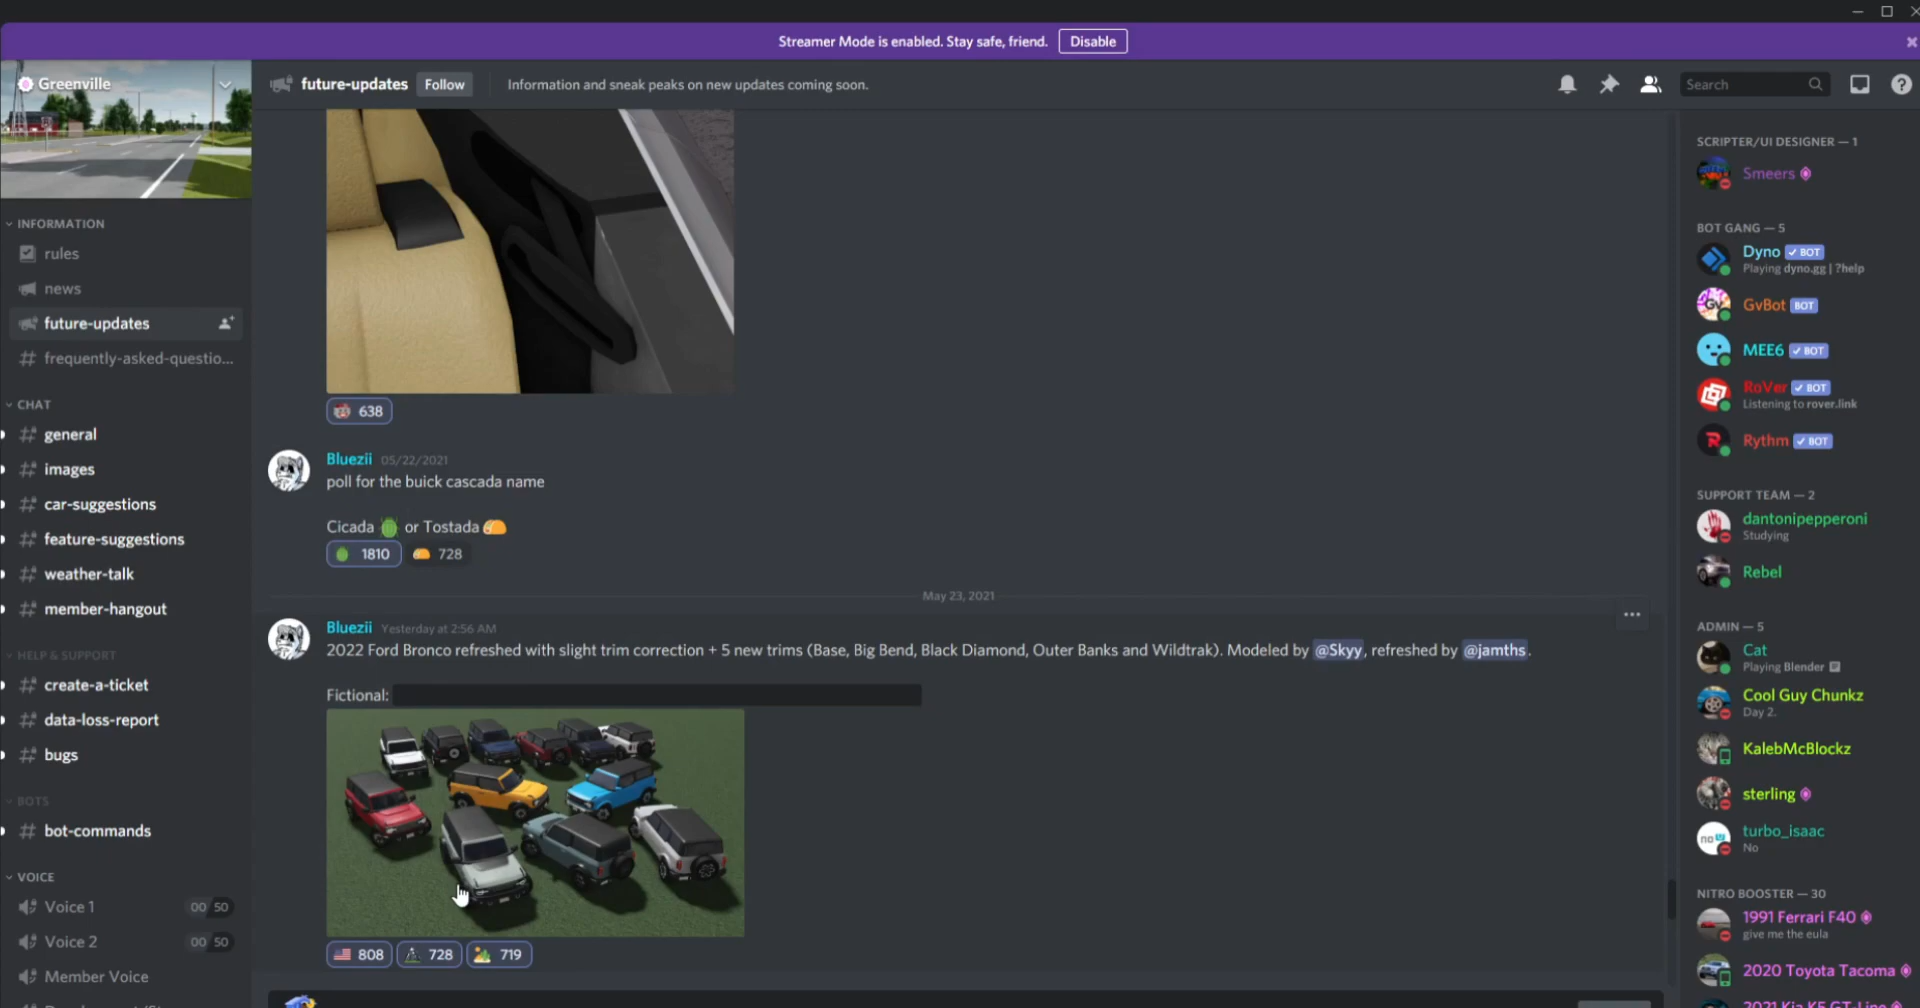 Streamer Mode is enabled. Stay safe, friend. Disable
Greenville
future-updates Follow Information and sneak peaks on new updates coming soon. Search
INFORMATION
rules
news
future-updates
frequently-asked-questio...
CHAT
general
images
car-suggestions
feature-suggestions
weather-talk
member-hangout
HELP & SUPPORT
create-a-ticket
data-loss-report
bugs
BOTS
bot-commands
VOICE
Voice 1 00 50
Voice 2 00 50
Member Voice
638
Bluezii 05/22/2021
poll for the buick cascada name
Cicada or Tostada
1810 728
May 23, 2021
Bluezii Yesterday at 2:56 AM
2022 Ford Bronco refreshed with slight trim correction + 5 new trims (Base, Big Bend, Black Diamond, Outer Banks and Wildtrak). Modeled by @Skyy, refreshed by @jamths.
Fictional:
808 728 719
SCRIPTER/UI DESIGNER — 1
Smeers
BOT GANG — 5
Dyno BOT
Playing dyno.gg | ?help
GvBot BOT
MEE6 BOT
RoVer BOT
Listening to rover.link
Rythm BOT
SUPPORT TEAM — 2
dantonipepperoni
Studying
Rebel
ADMIN — 5
Cat
Playing Blender
Cool Guy Chunkz
Day 2.
KalebMcBlockz
sterling
turbo_isaac
No
NITRO BOOSTER — 30
1991 Ferrari F40
give me the eula
2020 Toyota Tacoma
2021 Kia K5 GT-Line